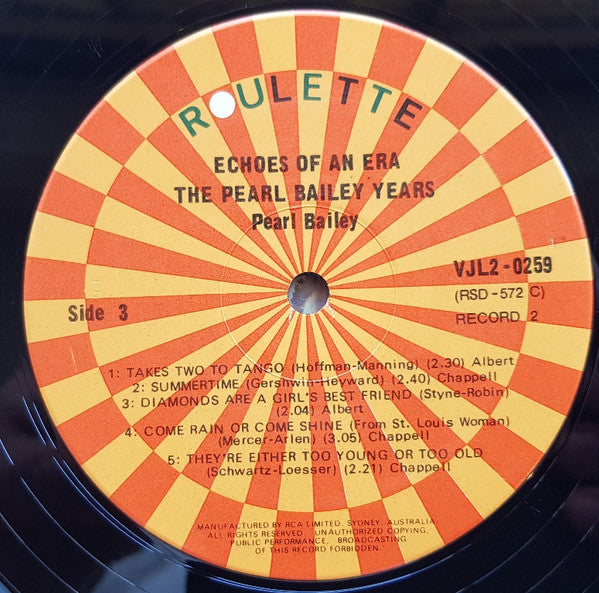 ROULETTE
ECHOES OF AN ERA
THE PEARL BAILEY YEARS
Pearl Bailey
VJL2-0259
(RSD-572 C)
Side 3
RECORD 2
1: TAKES TWO TO TANGO (Hoffman-Manning) (2.30) Albert
2: SUMMERTIME (Gershwin-Heyward) (2.40) Chappell
3: DIAMONDS ARE A GIRL'S BEST FRIEND (Styne-Robin)
(2.04) Albert
4: COME RAIN OR COME SHINE (From St. Louis Woman)
(Mercer-Arlen) (3.05) Chappell
5: THEY'RE EITHER TOO YOUNG OR TOO OLD
(Schwartz-Loesser) (2.21) Chappell
MANUFACTURED BY RCA LIMITED, SYDNEY, AUSTRALIA.
ALL RIGHTS RESERVED. UNAUTHORIZED COPYING,
PUBLIC PERFORMANCE, BROADCASTING
OF THIS RECORD FORBIDDEN.